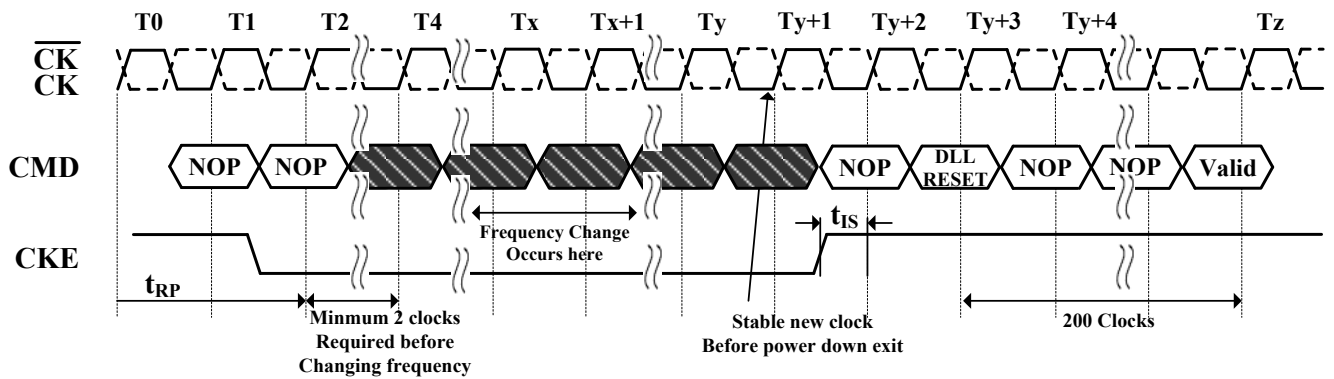 T0 T1 T2 T4 Tx Tx+1 Ty Ty+1 Ty+2 Ty+3 Ty+4 Tz
CK
CK
CMD NOP NOP NOP DLL RESET NOP NOP Valid
tIS
Frequency Change
Occurs here
CKE
tRP
Minmum 2 clocks
Required before
Changing frequency
Stable new clock
Before power down exit
200 Clocks